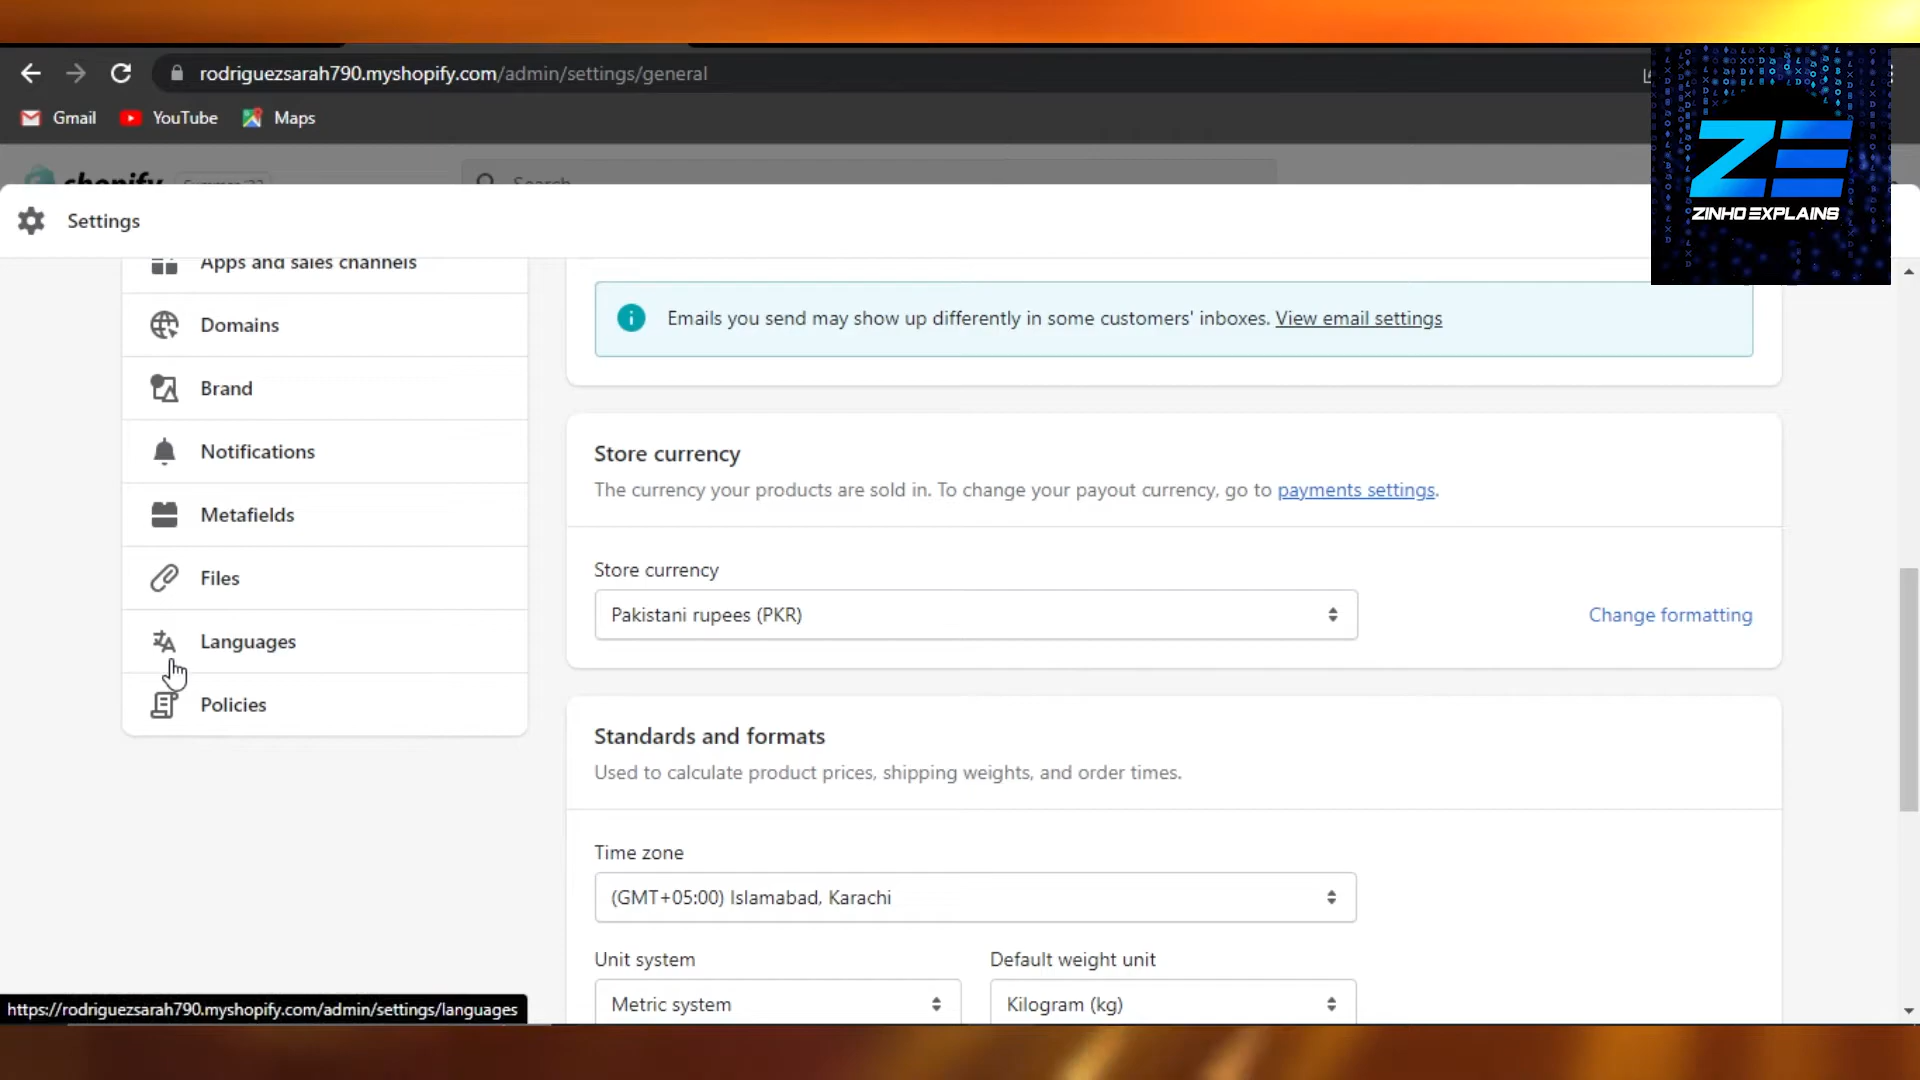 rodriguezsarah790.myshopify.com/admin/settings/general
Gmail YouTube Maps
ZE
ZINHO EXPLAINS
shopify Summer '22 Search
Settings
Apps and sales channels
Domains
Brand
Notifications
Metafields
Files
Languages
Policies
Emails you send may show up differently in some customers' inboxes. View email settings
Store currency
The currency your products are sold in. To change your payout currency, go to payments settings.
Store currency
Pakistani rupees (PKR)
Change formatting
Standards and formats
Used to calculate product prices, shipping weights, and order times.
Time zone
(GMT+05:00) Islamabad, Karachi
Unit system Default weight unit
Metric system Kilogram (kg)
https://rodriguezsarah790.myshopify.com/admin/settings/languages